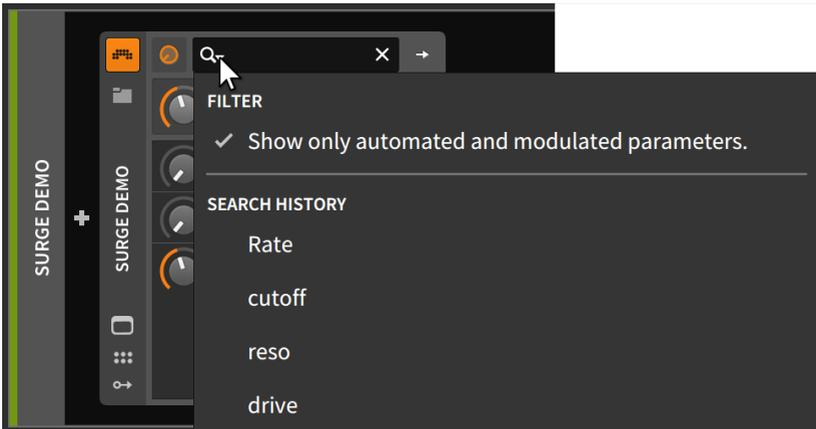 SURGE DEMO
SURGE DEMO
FILTER
Show only automated and modulated parameters.
SEARCH HISTORY
Rate
cutoff
reso
drive